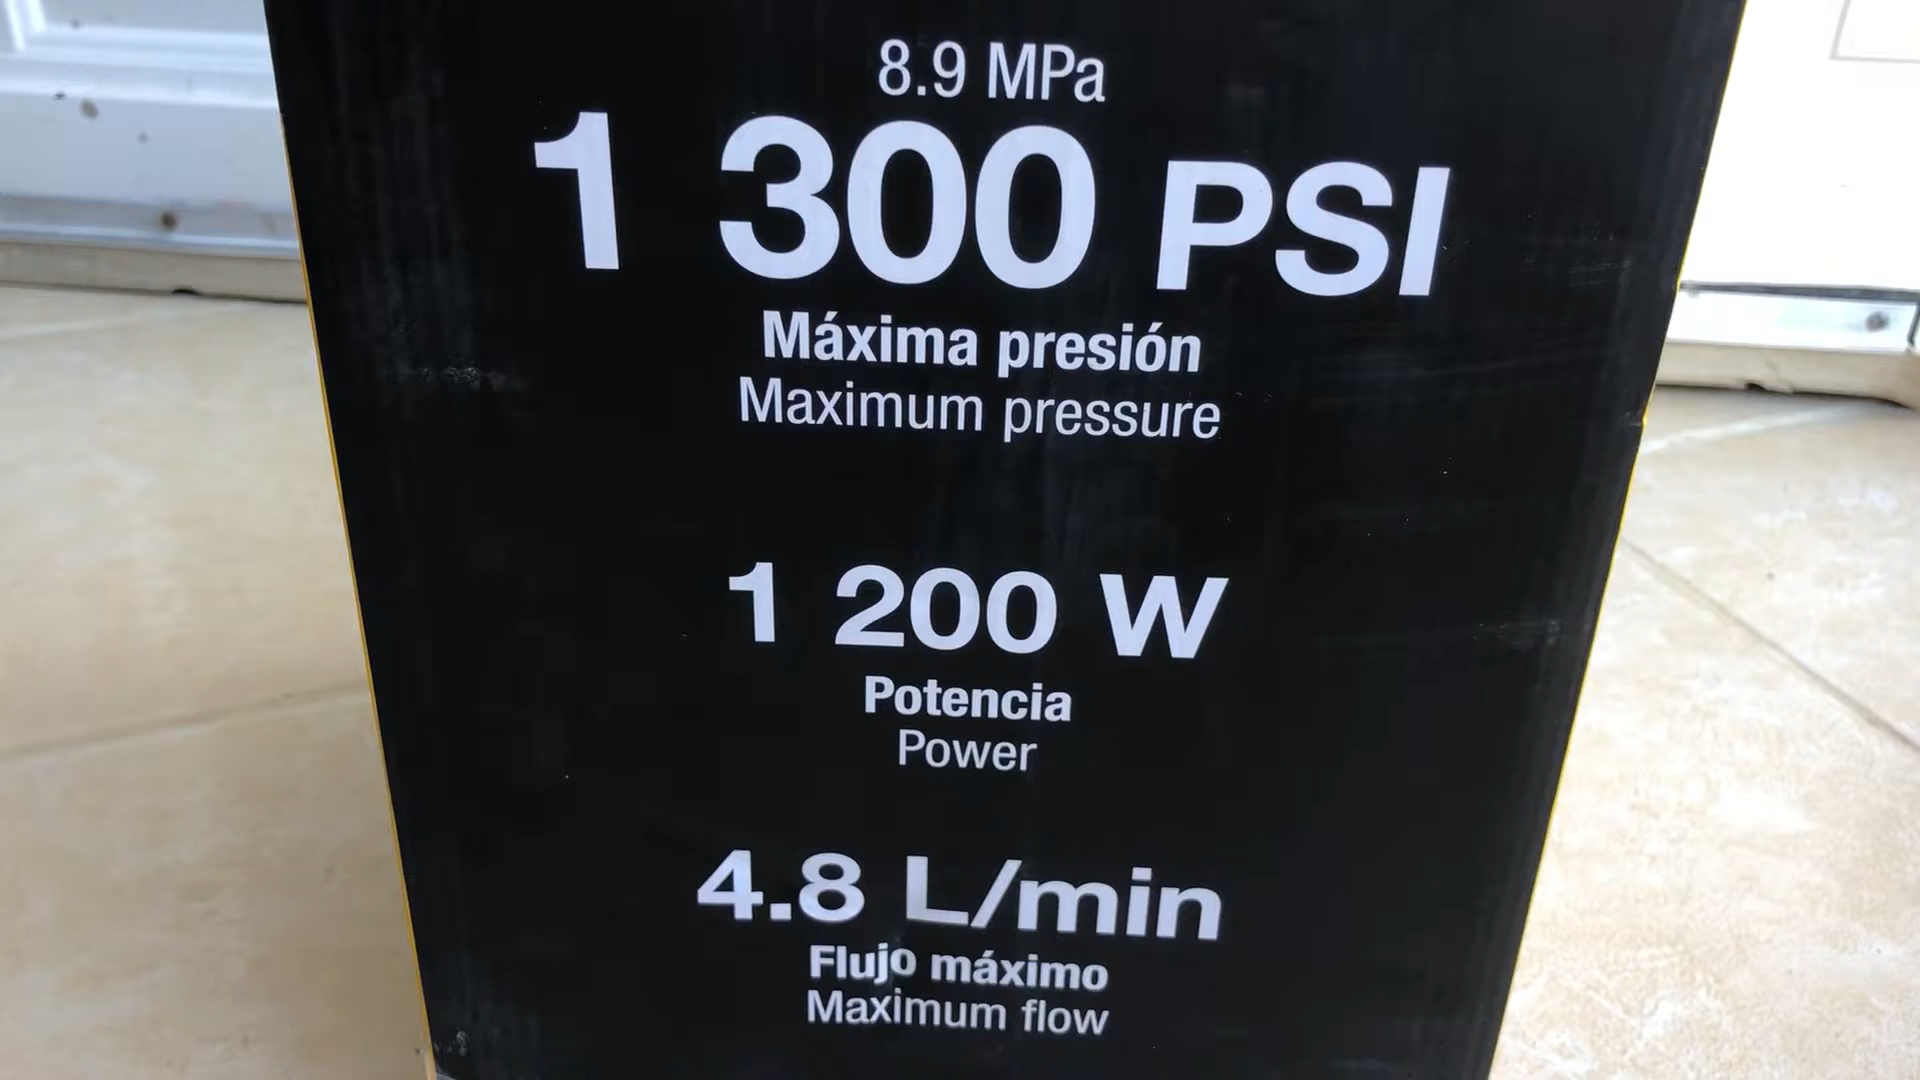 8.9 MPa
1 300 PSI
Máxima presión
Maximum pressure
1 200 W
Potencia
Power
4.8 L/min
Flujo máximo
Maximum flow